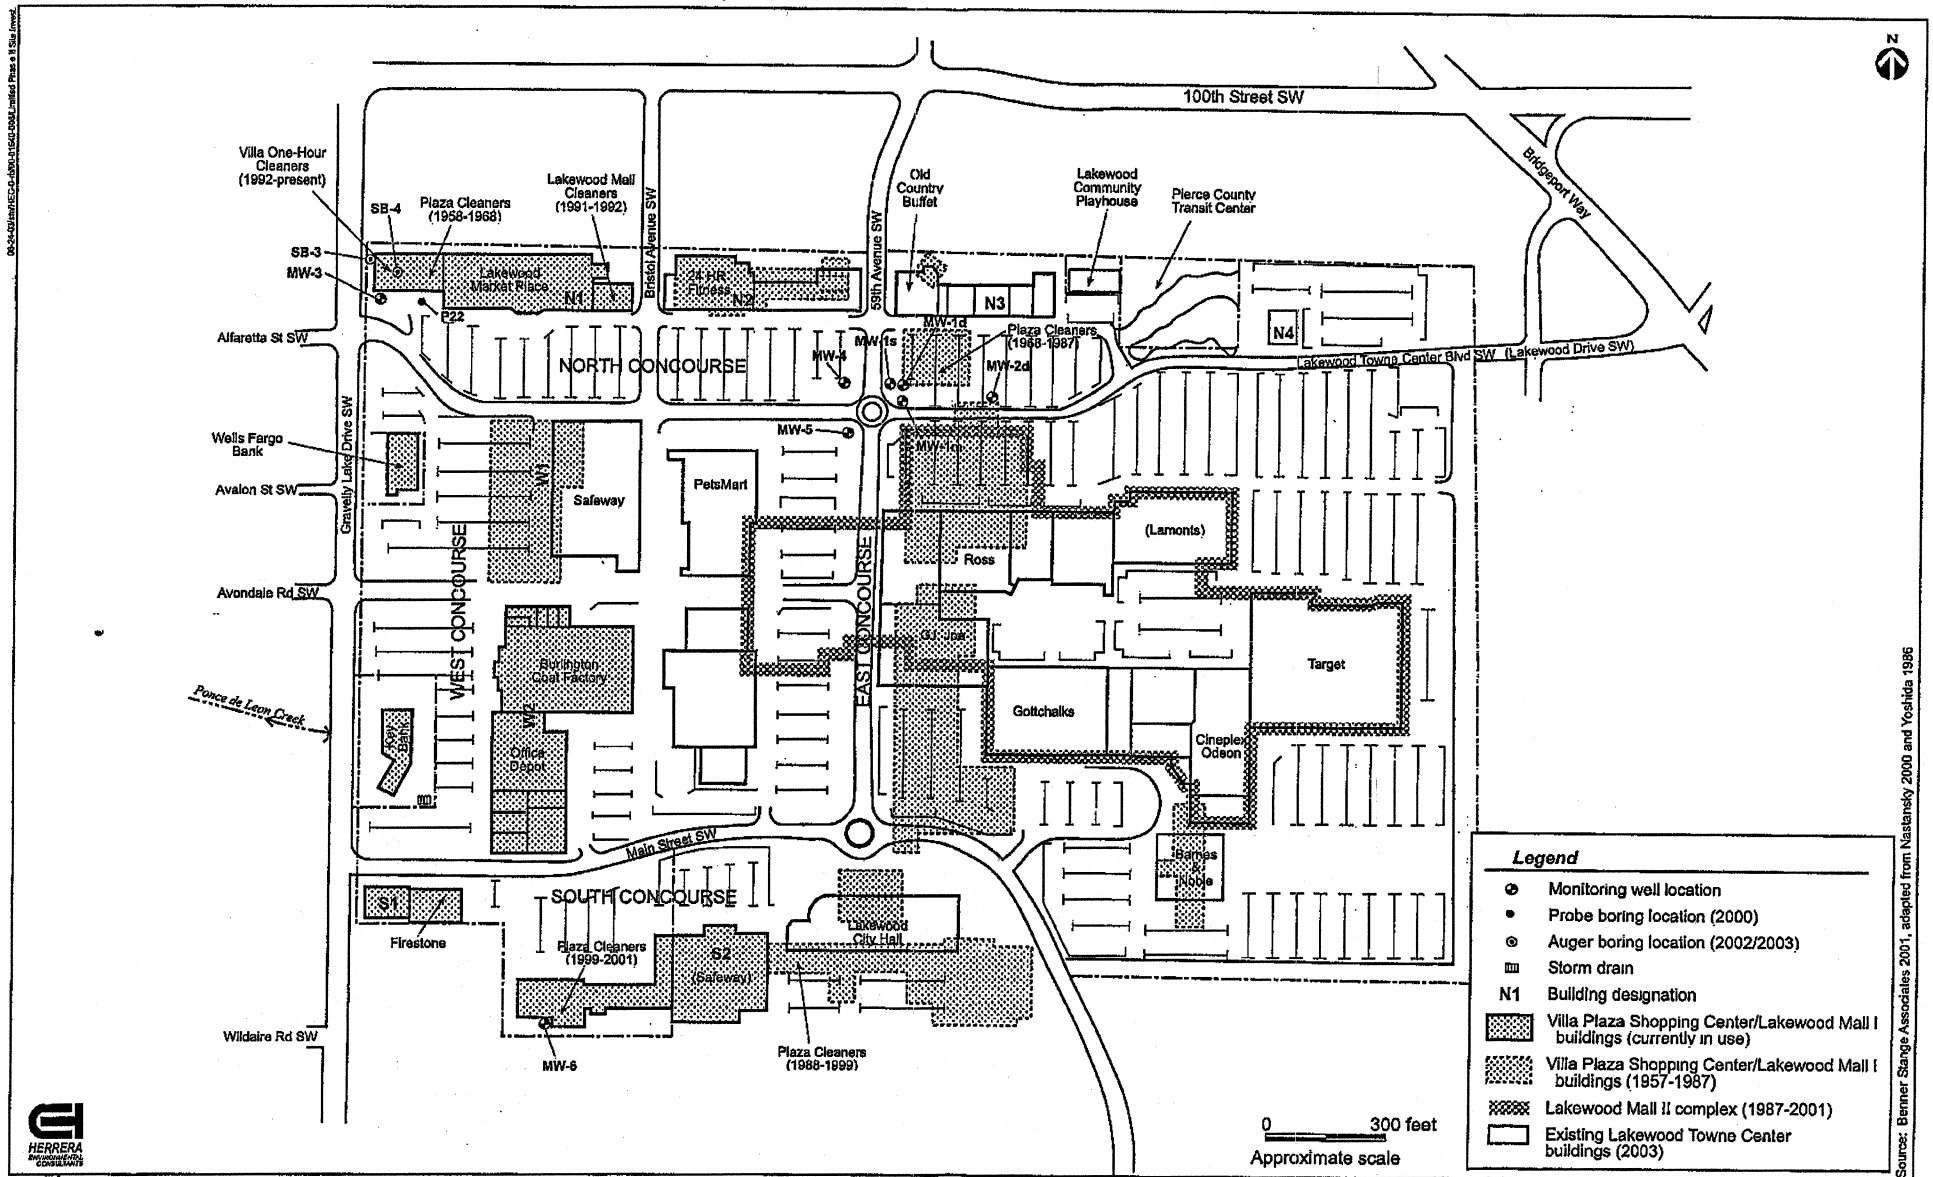 N
100th Street SW
Bridgeport Way
Villa One-Hour
Cleaners
(1992-present)
SB-4
Plaza Cleaners
(1958-1968)
Lakewood Mall
Cleaners
(1991-1992)
Bristol Avenue SW
59th Avenue SW
Old
Country
Buffet
Lakewood
Community
Playhouse
Pierce County
Transit Center
SB-3
MW-3
Lakewood
Market Place
N1
24 HR
Fitness
N2
N3
N4
P22
Alfaretta St SW
NORTH CONCOURSE
MW-4
MW-1s
MW-1d
Plaza Cleaners
(1968-1987)
MW-2d
Lakewood Towne Center Blvd SW (Lakewood Drive SW)
Gravelly Lake Drive SW
Wells Fargo
Bank
MW-5
MW-1m
W1
Safeway
PetsMart
Avalon St SW
(Lamonts)
Ross
WEST CONCOURSE
EAST CONCOURSE
Avondale Rd SW
G.I. Joe
Burlington
Coat Factory
Target
Ponce de Leon Creek
Key
Bank
W2
Office
Depot
Gottchalks
Cineplex
Odeon
Main Street SW
Barnes
&
Noble
S1
Firestone
SOUTH CONCOURSE
Plaza Cleaners
(1999-2001)
S2
(Safeway)
Lakewood
City Hall
Wildaire Rd SW
MW-6
Plaza Cleaners
(1988-1999)
Legend
Monitoring well location
Probe boring location (2000)
Auger boring location (2002/2003)
Storm drain
N1 Building designation
Villa Plaza Shopping Center/Lakewood Mall I
buildings (currently in use)
Villa Plaza Shopping Center/Lakewood Mall I
buildings (1957-1987)
Lakewood Mall II complex (1987-2001)
Existing Lakewood Towne Center
buildings (2003)
0 300 feet
Approximate scale
HERRERA
ENVIRONMENTAL
CONSULTANTS
Source: Benner Stange Associates 2001, adapted from Nastansky 2000 and Yoshida 1986